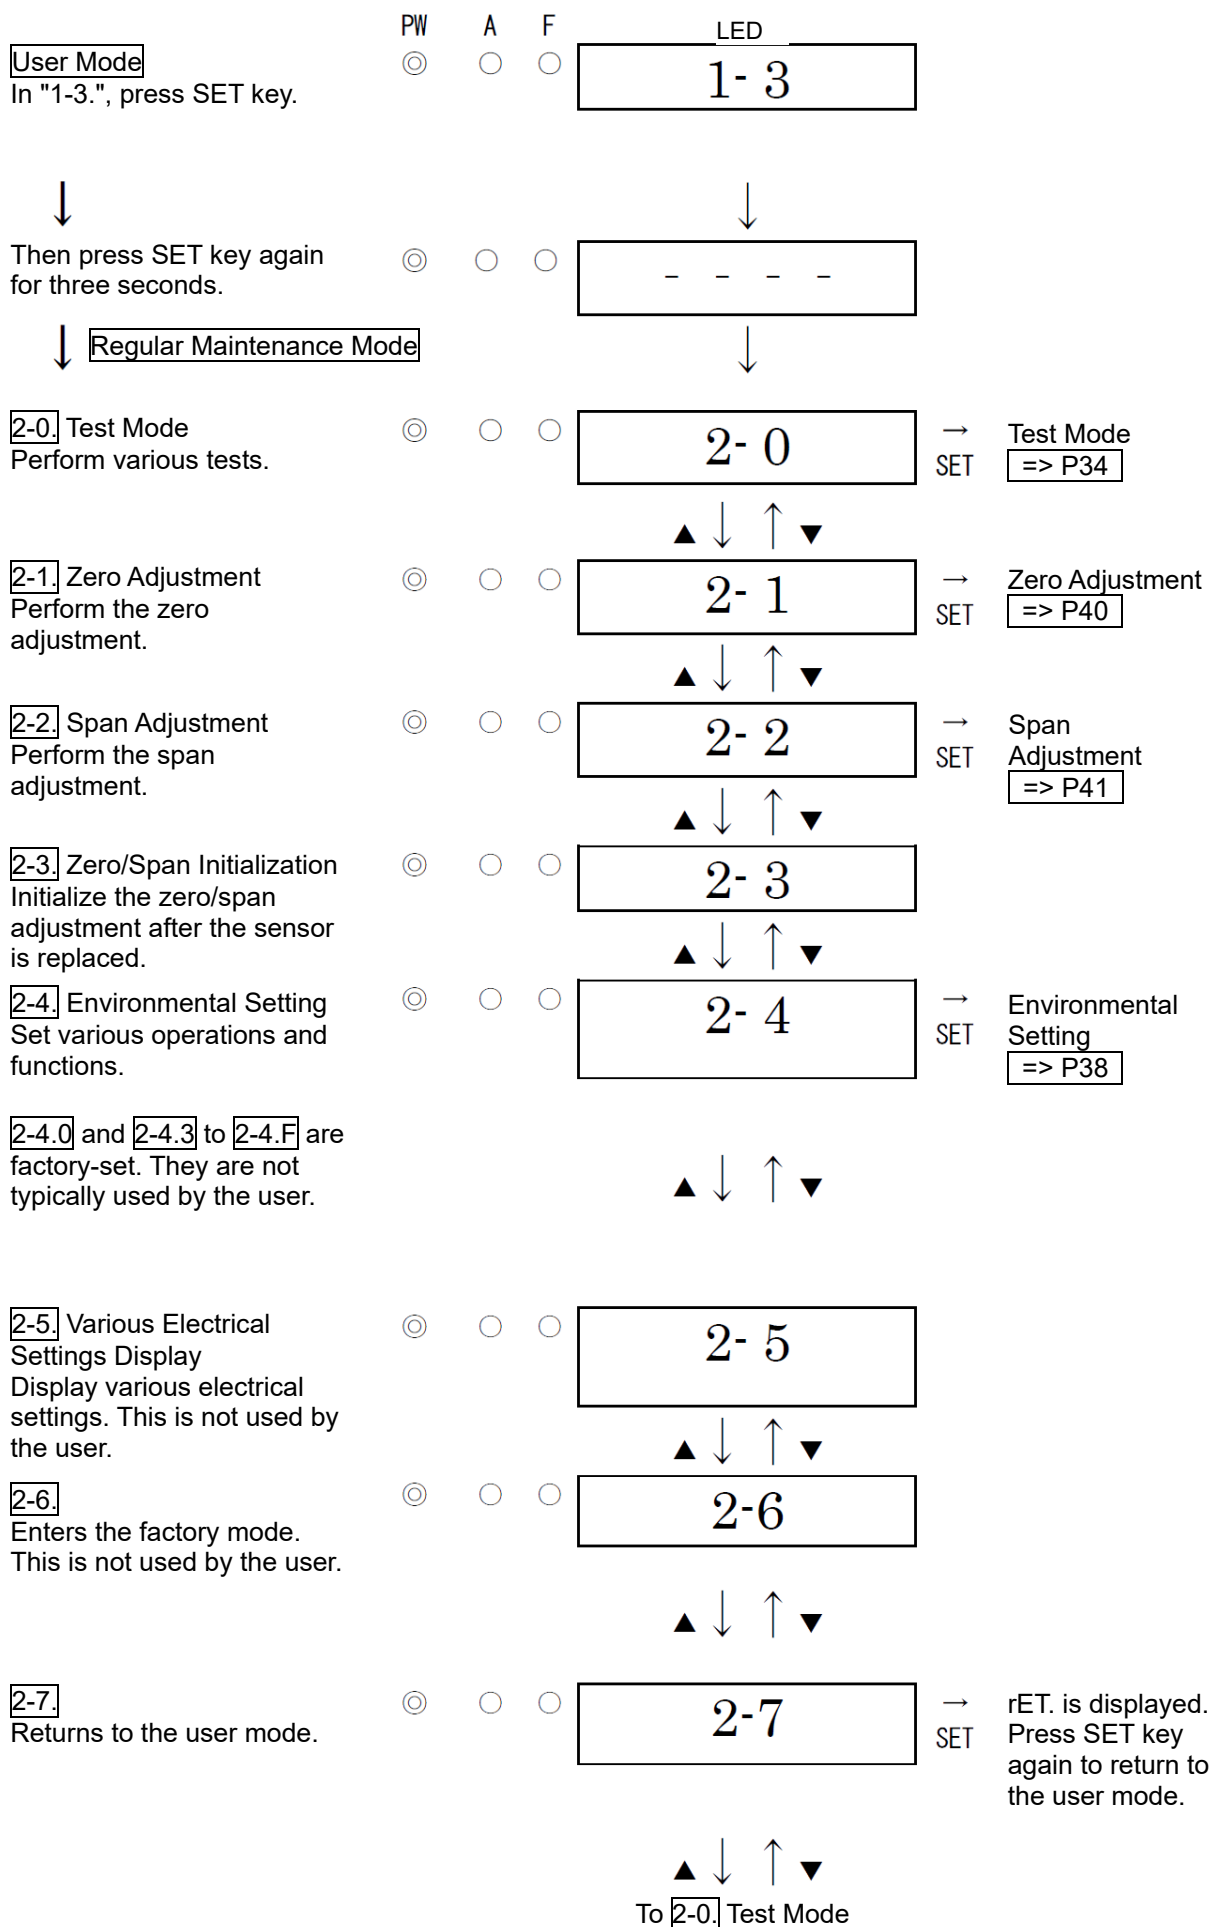 PW A F LED
User Mode
In "1-3.", press SET key.
◎ ○ ○ 1- 3
↓ ↓
Then press SET key again
for three seconds.
◎ ○ ○ - - - -
↓ Regular Maintenance Mode ↓
2-0. Test Mode
Perform various tests.
◎ ○ ○ 2- 0
→
SET
Test Mode
=> P34
▲ ↓ ↑ ▼
2-1. Zero Adjustment
Perform the zero
adjustment.
◎ ○ ○ 2- 1
→
SET
Zero Adjustment
=> P40
▲ ↓ ↑ ▼
2-2. Span Adjustment
Perform the span
adjustment.
◎ ○ ○ 2- 2
→
SET
Span
Adjustment
=> P41
▲ ↓ ↑ ▼
2-3. Zero/Span Initialization
Initialize the zero/span
adjustment after the sensor
is replaced.
◎ ○ ○ 2- 3
▲ ↓ ↑ ▼
2-4. Environmental Setting
Set various operations and
functions.
◎ ○ ○ 2- 4
→
SET
Environmental
Setting
=> P38
2-4.0 and 2-4.3 to 2-4.F are
factory-set. They are not
typically used by the user.
▲ ↓ ↑ ▼
2-5. Various Electrical
Settings Display
Display various electrical
settings. This is not used by
the user.
◎ ○ ○ 2- 5
▲ ↓ ↑ ▼
2-6.
Enters the factory mode.
This is not used by the user.
◎ ○ ○ 2-6
▲ ↓ ↑ ▼
2-7.
Returns to the user mode.
◎ ○ ○ 2-7
→
SET
rET. is displayed.
Press SET key
again to return to
the user mode.
▲ ↓ ↑ ▼
To 2-0. Test Mode